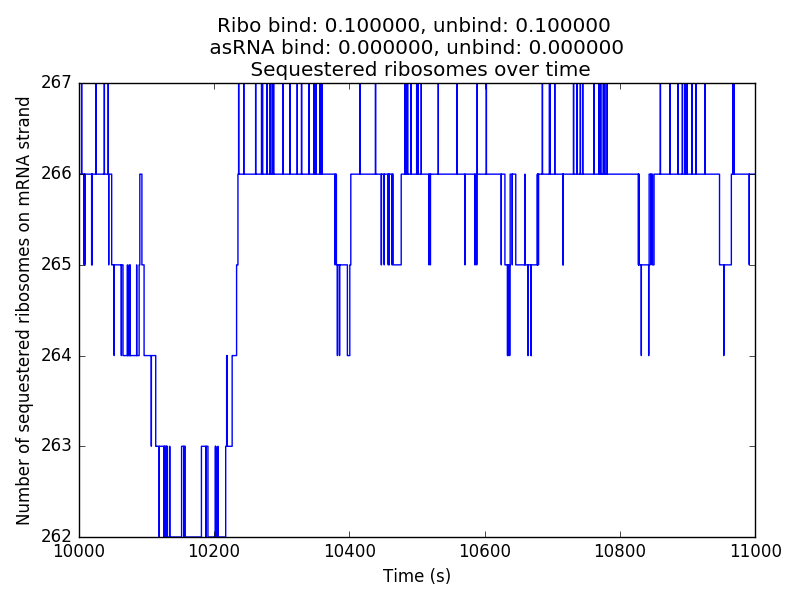 Ribo bind: 0.100000, unbind: 0.100000
asRNA bind: 0.000000, unbind: 0.000000
Sequestered ribosomes over time
Number of sequestered ribosomes on mRNA strand
267
266
265
264
263
262
10000
10200
10400
10600
10800
11000
Time (s)